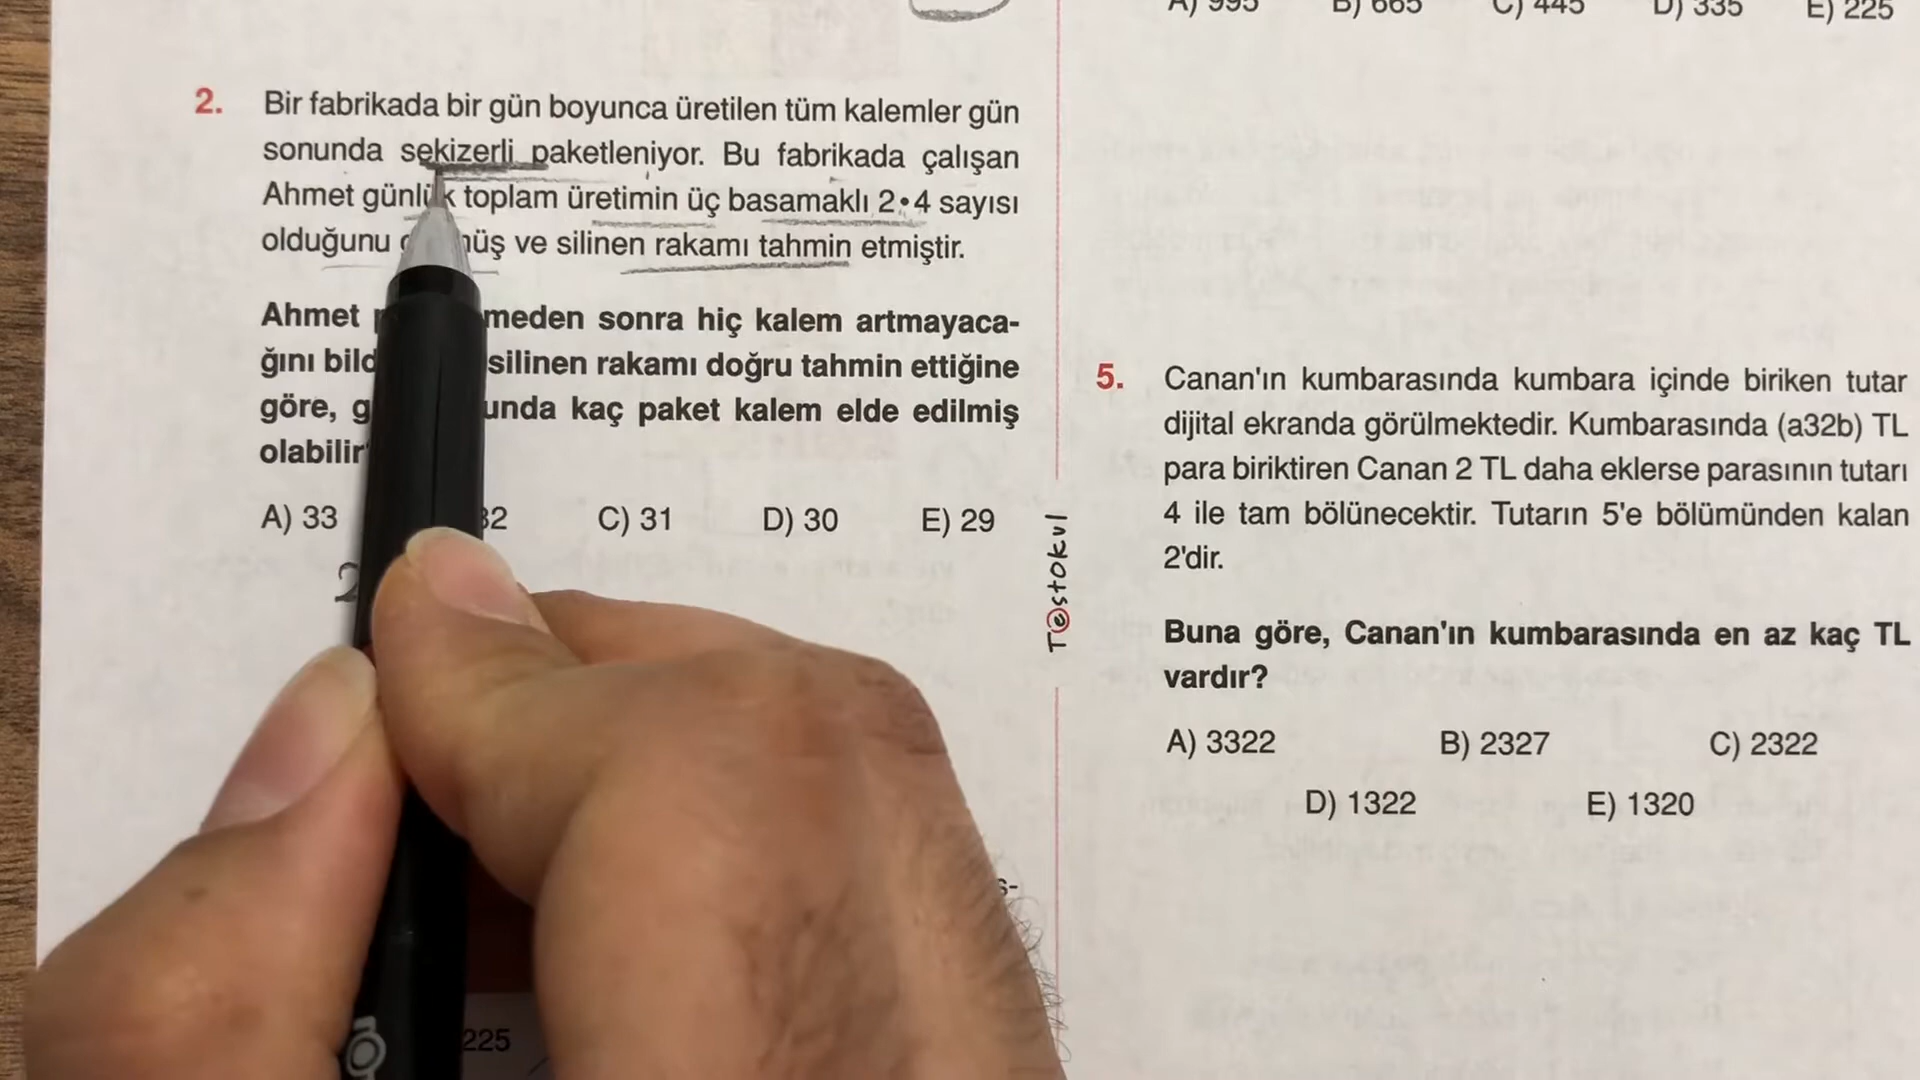 2. Bir fabrikada bir gün boyunca üretilen tüm kalemler gün
sonunda sekizerli paketleniyor. Bu fabrikada çalışan
Ahmet günlük toplam üretimin üç basamaklı 2•4 sayısı
olduğunu ve silinen rakamı tahmin etmiştir.
Ahmet meden sonra hiç kalem artmayaca-
ğını silinen rakamı doğru tahmin ettiğine
göre, unda kaç paket kalem elde edilmiş
olabilir
A) 33 32 C) 31 D) 30 E) 29
2
225
Testokul
A) 995 B) 665 C) 445 D) 335 E) 225
5. Canan'ın kumbarasında kumbara içinde biriken tutar
dijital ekranda görülmektedir. Kumbarasında (a32b) TL
para biriktiren Canan 2 TL daha eklerse parasının tutarı
4 ile tam bölünecektir. Tutarın 5'e bölümünden kalan
2'dir.
Buna göre, Canan'ın kumbarasında en az kaç TL
vardır?
A) 3322 B) 2327 C) 2322
D) 1322 E) 1320